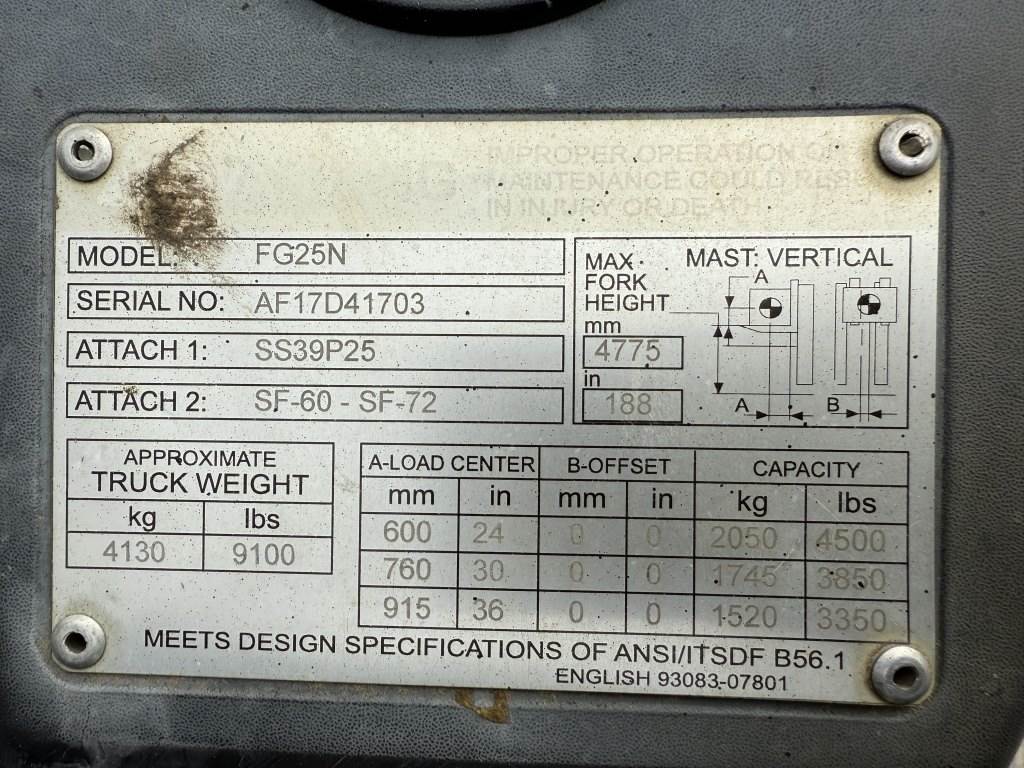 IMPROPER OPERATION OR
MAINTENANCE COULD RESULT
IN INJURY OR DEATH
MODEL: FG25N
SERIAL NO: AF17D41703
ATTACH 1: SS39P25
ATTACH 2: SF-60 - SF-72
MAX
FORK
HEIGHT
mm
4775
in
188
MAST: VERTICAL
A
A
B
APPROXIMATE
TRUCK WEIGHT
kg lbs
4130 9100
A-LOAD CENTER B-OFFSET CAPACITY
mm in mm in kg lbs
600 24 0 0 2050 4500
760 30 0 0 1745 3850
915 36 0 0 1520 3350
MEETS DESIGN SPECIFICATIONS OF ANSI/ITSDF B56.1
ENGLISH 93083-07801